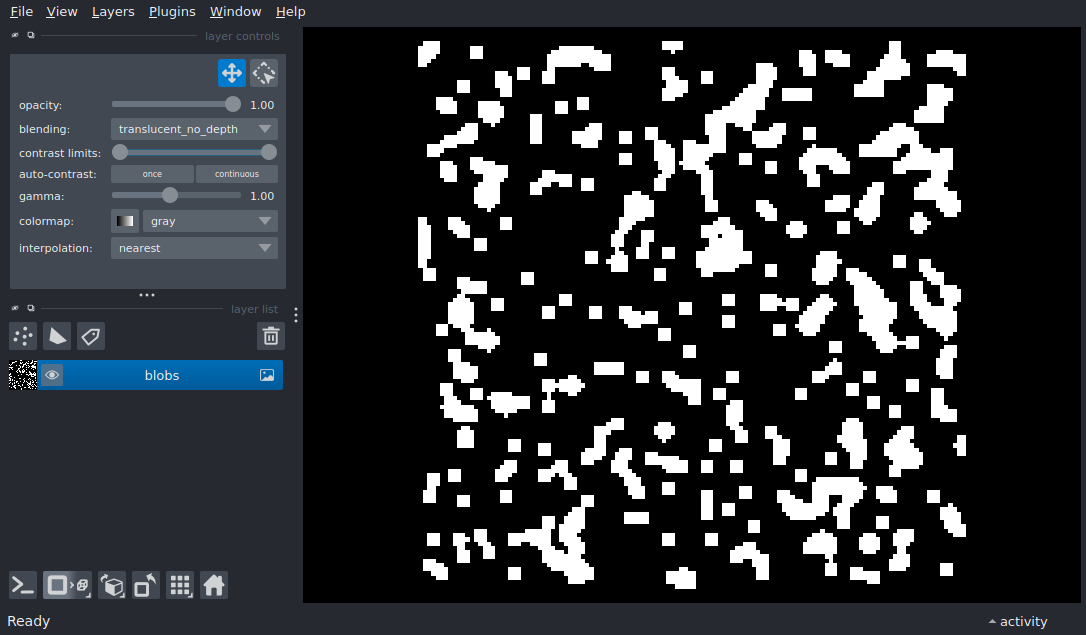 File View Layers Plugins Window Help
layer controls
opacity: 1.00
blending: translucent_no_depth
contrast limits:
auto-contrast: once continuous
gamma: 1.00
colormap: gray
interpolation: nearest
layer list
blobs
Ready activity